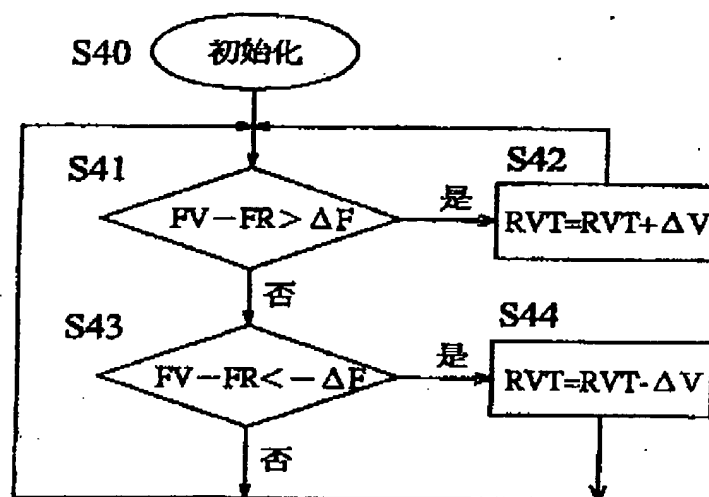 S40
初始化
S41
FV－FR＞ΔF
是
S42
RVT=RVT+ΔV
否
S43
FV－FR＜－ΔF
是
S44
RVT=RVT-ΔV
否